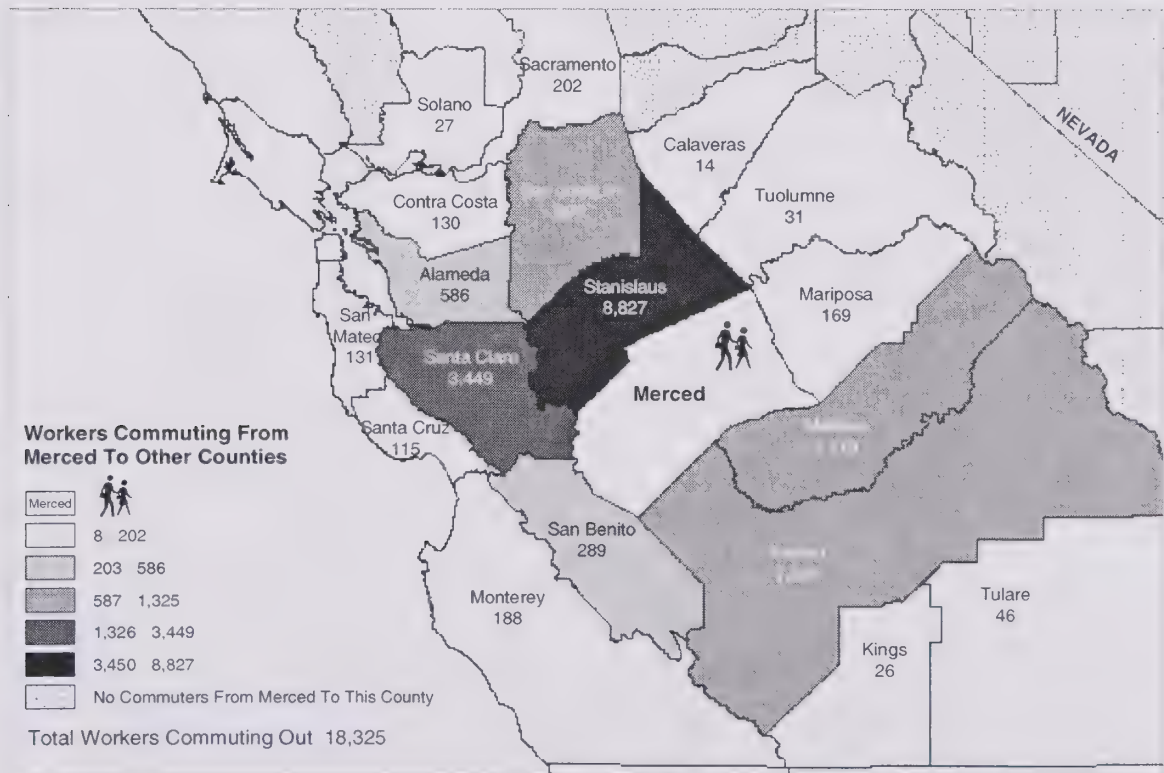 Sacramento
202
Solano
27
NEVADA
Calaveras
14
Contra Costa
130
Tuolumne
31
Alameda
586
Stanislaus
8,827
Mariposa
169
San
Mateo
131
Santa Clara
3,449
Merced
Santa Cruz
115
San Benito
289
Monterey
188
Tulare
46
Kings
26
Workers Commuting From
Merced To Other Counties
Merced
8 202
203 586
587 1,325
1,326 3,449
3,450 8,827
No Commuters From Merced To This County
Total Workers Commuting Out 18,325